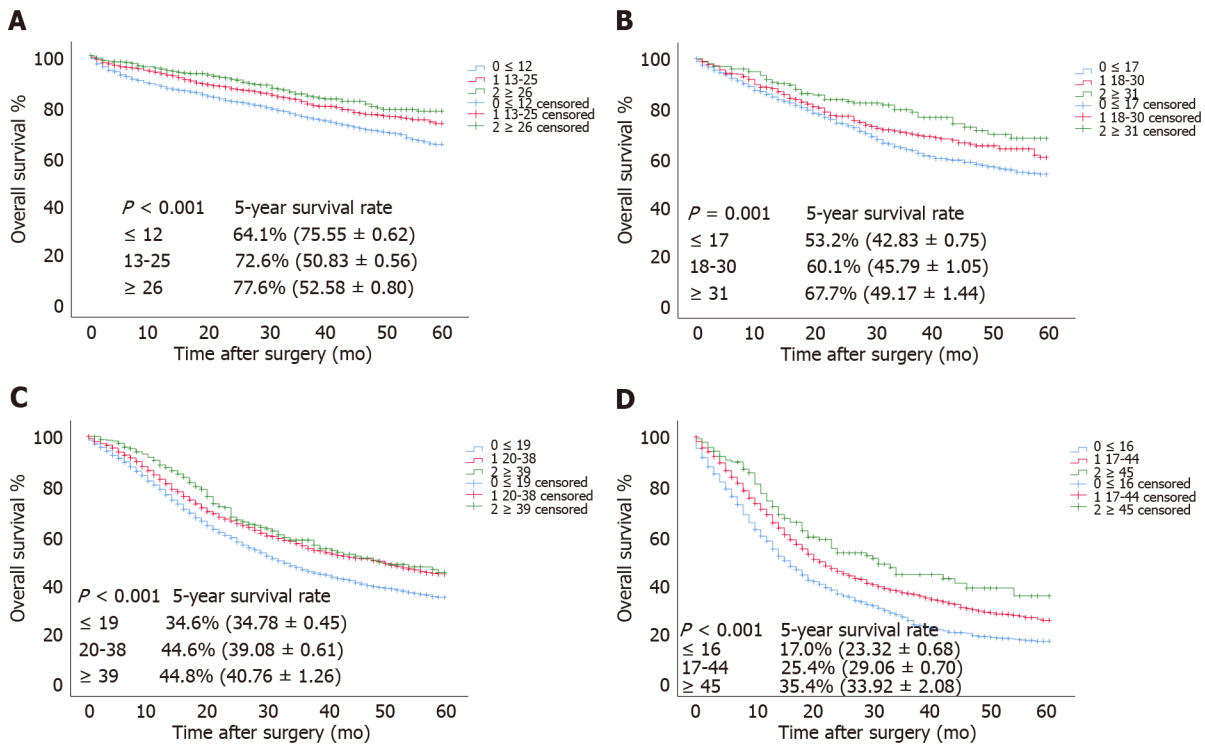 A
Overall survival %
100
80
60
40
20
0
0 ≤ 12
1 13-25
2 ≥ 26
0 ≤ 12 censored
1 13-25 censored
2 ≥ 26 censored
P < 0.001 5-year survival rate
≤ 12 64.1% (75.55 ± 0.62)
13-25 72.6% (50.83 ± 0.56)
≥ 26 77.6% (52.58 ± 0.80)
0 10 20 30 40 50 60
Time after surgery (mo)
B
Overall survival %
100
80
60
40
20
0
0 ≤ 17
1 18-30
2 ≥ 31
0 ≤ 17 censored
1 18-30 censored
2 ≥ 31 censored
P = 0.001 5-year survival rate
≤ 17 53.2% (42.83 ± 0.75)
18-30 60.1% (45.79 ± 1.05)
≥ 31 67.7% (49.17 ± 1.44)
0 10 20 30 40 50 60
Time after surgery (mo)
C
Overall survival %
100
80
60
40
20
0
0 ≤ 19
1 20-38
2 ≥ 39
0 ≤ 19 censored
1 20-38 censored
2 ≥ 39 censored
P < 0.001 5-year survival rate
≤ 19 34.6% (34.78 ± 0.45)
20-38 44.6% (39.08 ± 0.61)
≥ 39 44.8% (40.76 ± 1.26)
0 10 20 30 40 50 60
Time after surgery (mo)
D
Overall survival %
100
80
60
40
20
0
0 ≤ 16
1 17-44
2 ≥ 45
0 ≤ 16 censored
1 17-44 censored
2 ≥ 45 censored
P < 0.001 5-year survival rate
≤ 16 17.0% (23.32 ± 0.68)
17-44 25.4% (29.06 ± 0.70)
≥ 45 35.4% (33.92 ± 2.08)
0 10 20 30 40 50 60
Time after surgery (mo)